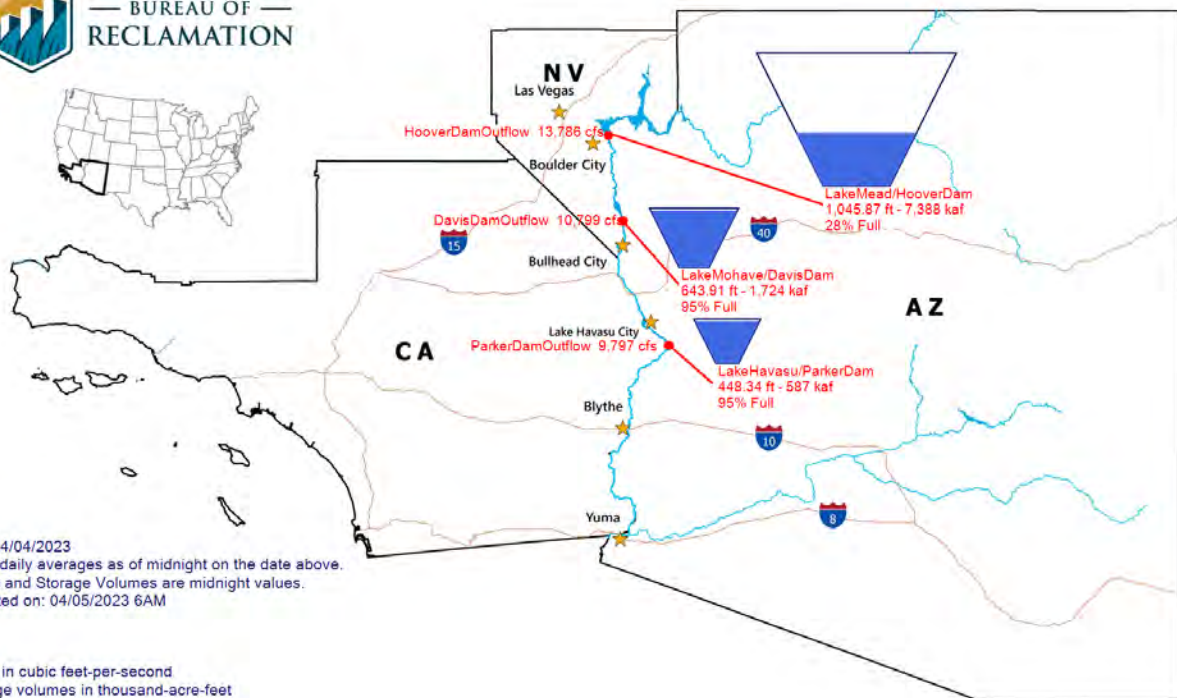 BUREAU OF
RECLAMATION
NV
Las Vegas
HooverDamOutflow 13,786 cfs
Boulder City
LakeMead/HooverDam
1,045.87 ft - 7,388 kaf
28% Full
DavisDamOutflow 10,799 cfs
15
40
Bullhead City
LakeMohave/DavisDam
643.91 ft - 1,724 kaf
95% Full
AZ
Lake Havasu City
CA
ParkerDamOutflow 9,797 cfs
LakeHavasu/ParkerDam
448.34 ft - 587 kaf
95% Full
Blythe
10
Yuma
8
4/04/2023
daily averages as of midnight on the date above.
and Storage Volumes are midnight values.
ed on: 04/05/2023 6AM
in cubic feet-per-second
ge volumes in thousand-acre-feet